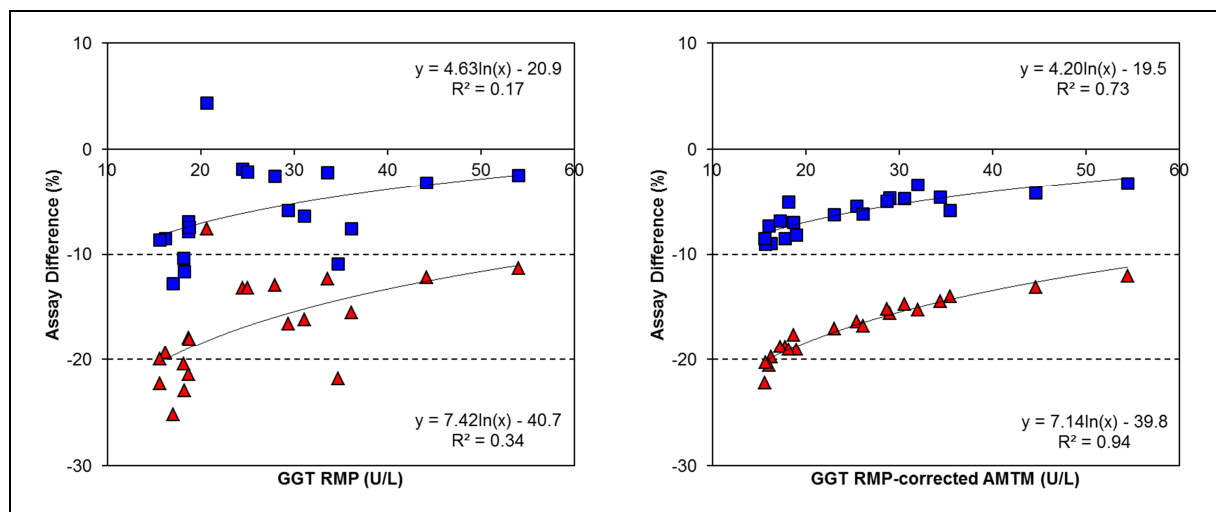 10
y = 4.63ln(x) - 20.9
R² = 0.17
0
10 20 30 40 50 60
-10
-20
y = 7.42ln(x) - 40.7
R² = 0.34
-30
Assay Difference (%)
GGT RMP (U/L)
10
y = 4.20ln(x) - 19.5
R² = 0.73
0
10 20 30 40 50 60
-10
-20
y = 7.14ln(x) - 39.8
R² = 0.94
-30
Assay Difference (%)
GGT RMP-corrected AMTM (U/L)